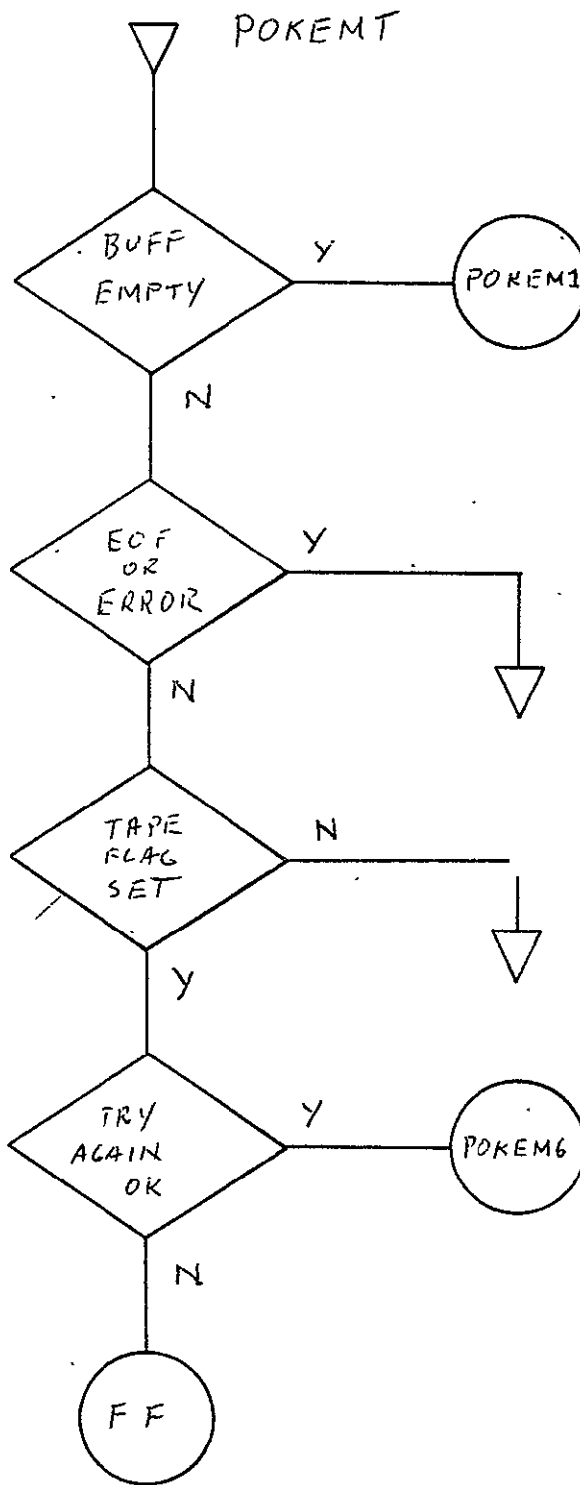 POKEMT
BUFF
EMPTY
Y
POKEM1
N
EOF
OR
ERROR
Y
N
TAPE
FLAG
SET
N
Y
TRY
AGAIN
OK
Y
POKEM6
N
FF